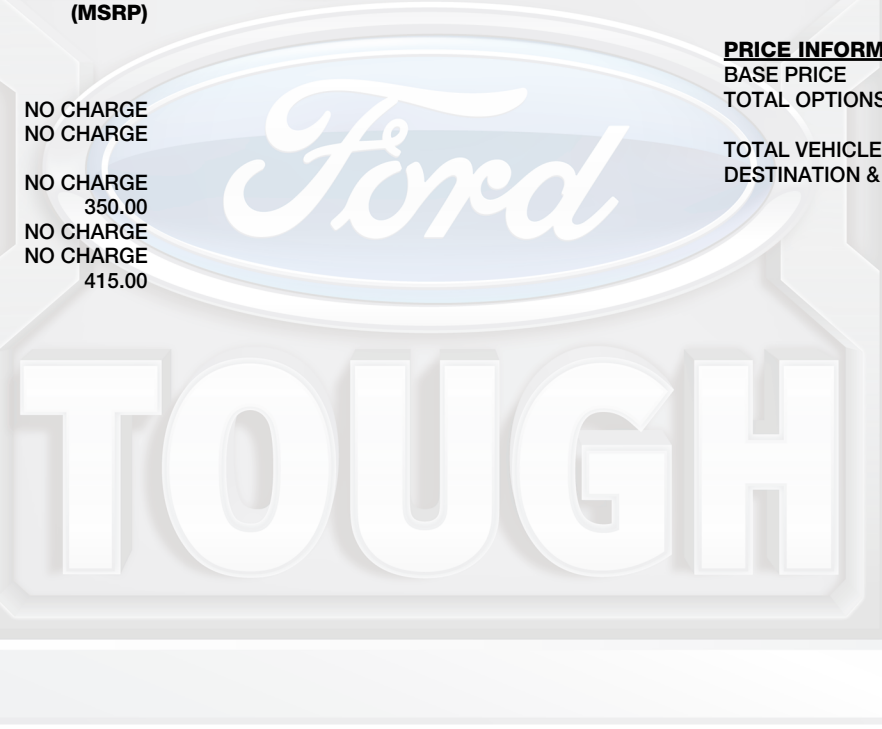 (MSRP)
NO CHARGE
NO CHARGE
NO CHARGE
350.00
NO CHARGE
NO CHARGE
415.00
PRICE INFORM
BASE PRICE
TOTAL OPTIONS
TOTAL VEHICLE
DESTINATION &
Ford
TOUGH